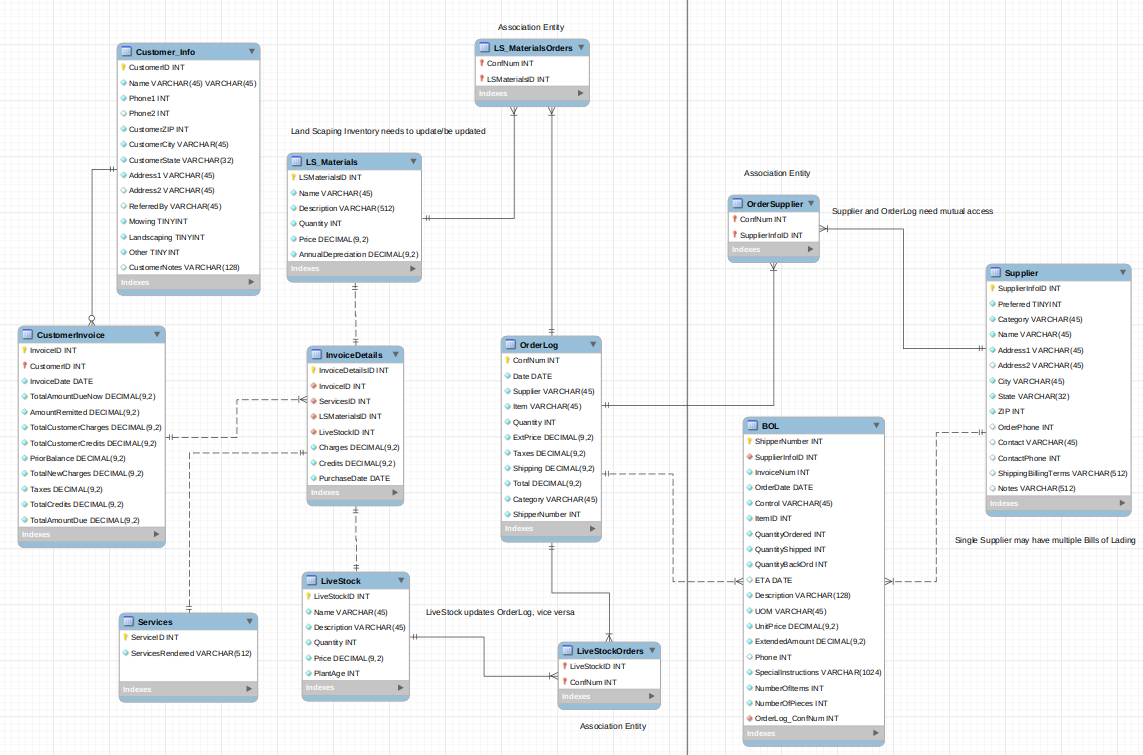 Association Entity
LS_MaterialsOrders
ConfNum INT
LSMaterialsID INT
Indexes
Customer_Info
CustomerID INT
Name VARCHAR(45) VARCHAR(45)
Phone1 INT
Phone2 INT
CustomerZIP INT
CustomerCity VARCHAR(45)
CustomerState VARCHAR(32)
Address1 VARCHAR(45)
Address2 VARCHAR(45)
ReferredBy VARCHAR(45)
Mowing TINYINT
Landscaping TINYINT
Other TINYINT
CustomerNotes VARCHAR(128)
Indexes
Land Scaping Inventory needs to update/be updated
LS_Materials
LSMaterialsID INT
Name VARCHAR(45)
Description VARCHAR(512)
Quantity INT
Price DECIMAL(9,2)
AnnualDepreciation DECIMAL(9,2)
Indexes
Association Entity
OrderSupplier
ConfNum INT
SupplierInfoID INT
Indexes
Supplier and OrderLog need mutual access
Supplier
SupplierInfoID INT
Preferred TINYINT
Category VARCHAR(45)
Name VARCHAR(45)
Address1 VARCHAR(45)
Address2 VARCHAR(45)
City VARCHAR(45)
State VARCHAR(32)
ZIP INT
OrderPhone INT
Contact VARCHAR(45)
ContactPhone INT
ShippingBillingTerms VARCHAR(512)
Notes VARCHAR(512)
Indexes
CustomerInvoice
InvoiceID INT
CustomerID INT
InvoiceDate DATE
TotalAmountDueNow DECIMAL(9,2)
AmountRemitted DECIMAL(9,2)
TotalCustomerCharges DECIMAL(9,2)
TotalCustomerCredits DECIMAL(9,2)
PriorBalance DECIMAL(9,2)
TotalNewCharges DECIMAL(9,2)
Taxes DECIMAL(9,2)
TotalCredits DECIMAL(9,2)
TotalAmountDue DECIMAL(9,2)
Indexes
InvoiceDetails
InvoiceDetailsID INT
InvoiceID INT
ServicesID INT
LSMaterialsID INT
LiveStockID INT
Charges DECIMAL(9,2)
Credits DECIMAL(9,2)
PurchaseDate DATE
Indexes
OrderLog
ConfNum INT
Date DATE
Supplier VARCHAR(45)
Item VARCHAR(45)
Quantity INT
ExtPrice DECIMAL(9,2)
Taxes DECIMAL(9,2)
Shipping DECIMAL(9,2)
Total DECIMAL(9,2)
Category VARCHAR(45)
ShipperNumber INT
Indexes
BOL
ShipperNumber INT
SupplierInfoID INT
InvoiceNum INT
OrderDate DATE
Control VARCHAR(45)
ItemID INT
QuantityOrdered INT
QuantityShipped INT
QuantityBackOrd INT
ETA DATE
Description VARCHAR(128)
UOM VARCHAR(45)
UnitPrice DECIMAL(9,2)
ExtendedAmount DECIMAL(9,2)
Phone INT
SpecialInstructions VARCHAR(1024)
NumberOfItems INT
NumberOfPieces INT
OrderLog_ConfNum INT
Indexes
Single Supplier may have multiple Bills of Lading
Services
ServiceID INT
ServicesRendered VARCHAR(512)
Indexes
LiveStock
LiveStockID INT
Name VARCHAR(45)
Description VARCHAR(45)
Quantity INT
Price DECIMAL(9,2)
PlantAge INT
Indexes
LiveStock updates OrderLog, vice versa
LiveStockOrders
LiveStockID INT
ConfNum INT
Indexes
Association Entity